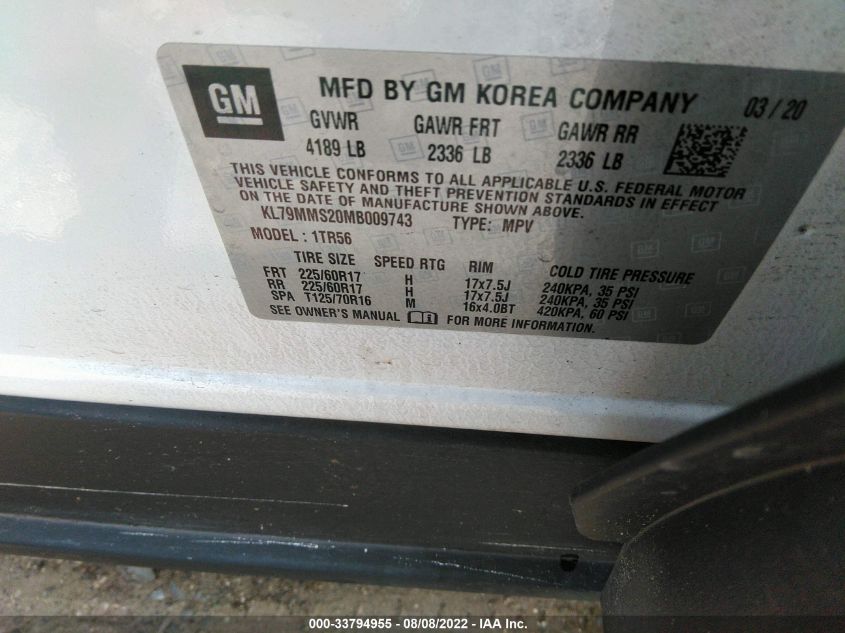 GM
MFD BY GM KOREA COMPANY 03/20
GVWR GAWR FRT GAWR RR
4189 LB 2336 LB 2336 LB
THIS VEHICLE CONFORMS TO ALL APPLICABLE U.S. FEDERAL MOTOR
VEHICLE SAFETY AND THEFT PREVENTION STANDARDS IN EFFECT
ON THE DATE OF MANUFACTURE SHOWN ABOVE.
KL79MMS20MB009743 TYPE: MPV
MODEL: 1TR56
TIRE SIZE SPEED RTG RIM COLD TIRE PRESSURE
FRT 225/60R17 H 17x7.5J 240KPA, 35 PSI
RR 225/60R17 H 17x7.5J 240KPA, 35 PSI
SPA T125/70R16 M 16x4.0BT 420KPA, 60 PSI
SEE OWNER'S MANUAL FOR MORE INFORMATION.
000-33794955 - 08/08/2022 - IAA Inc.